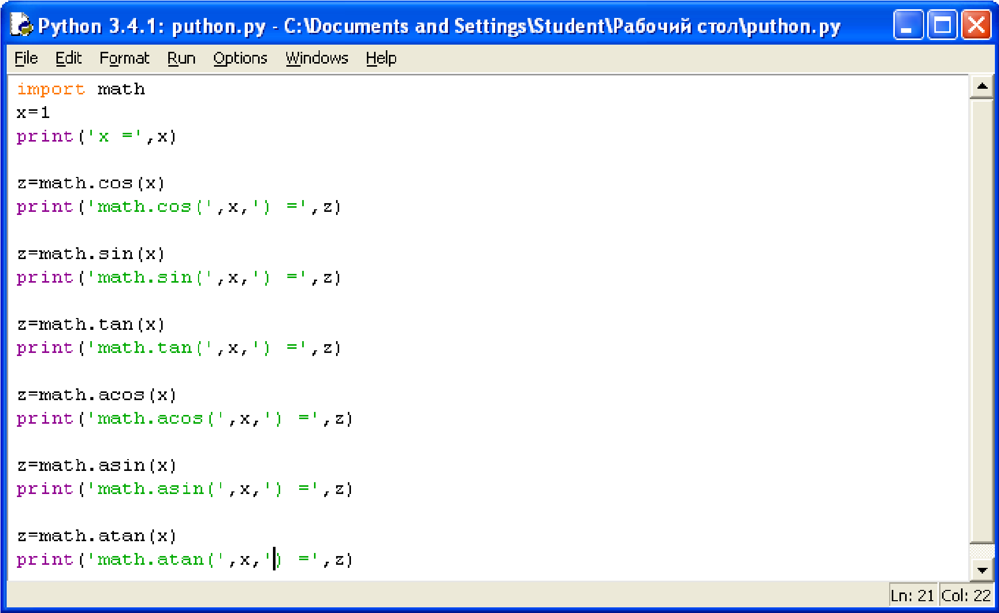 Python 3.4.1: puthon.py - C:\Documents and Settings\Student\Рабочий стол\puthon.py
File Edit Format Run Options Windows Help
import math
x=1
print('x =',x)
z=math.cos(x)
print('math.cos(',x,') =',z)
z=math.sin(x)
print('math.sin(',x,') =',z)
z=math.tan(x)
print('math.tan(',x,') =',z)
z=math.acos(x)
print('math.acos(',x,') =',z)
z=math.asin(x)
print('math.asin(',x,') =',z)
z=math.atan(x)
print('math.atan(',x,') =',z)
Ln: 21 Col: 22